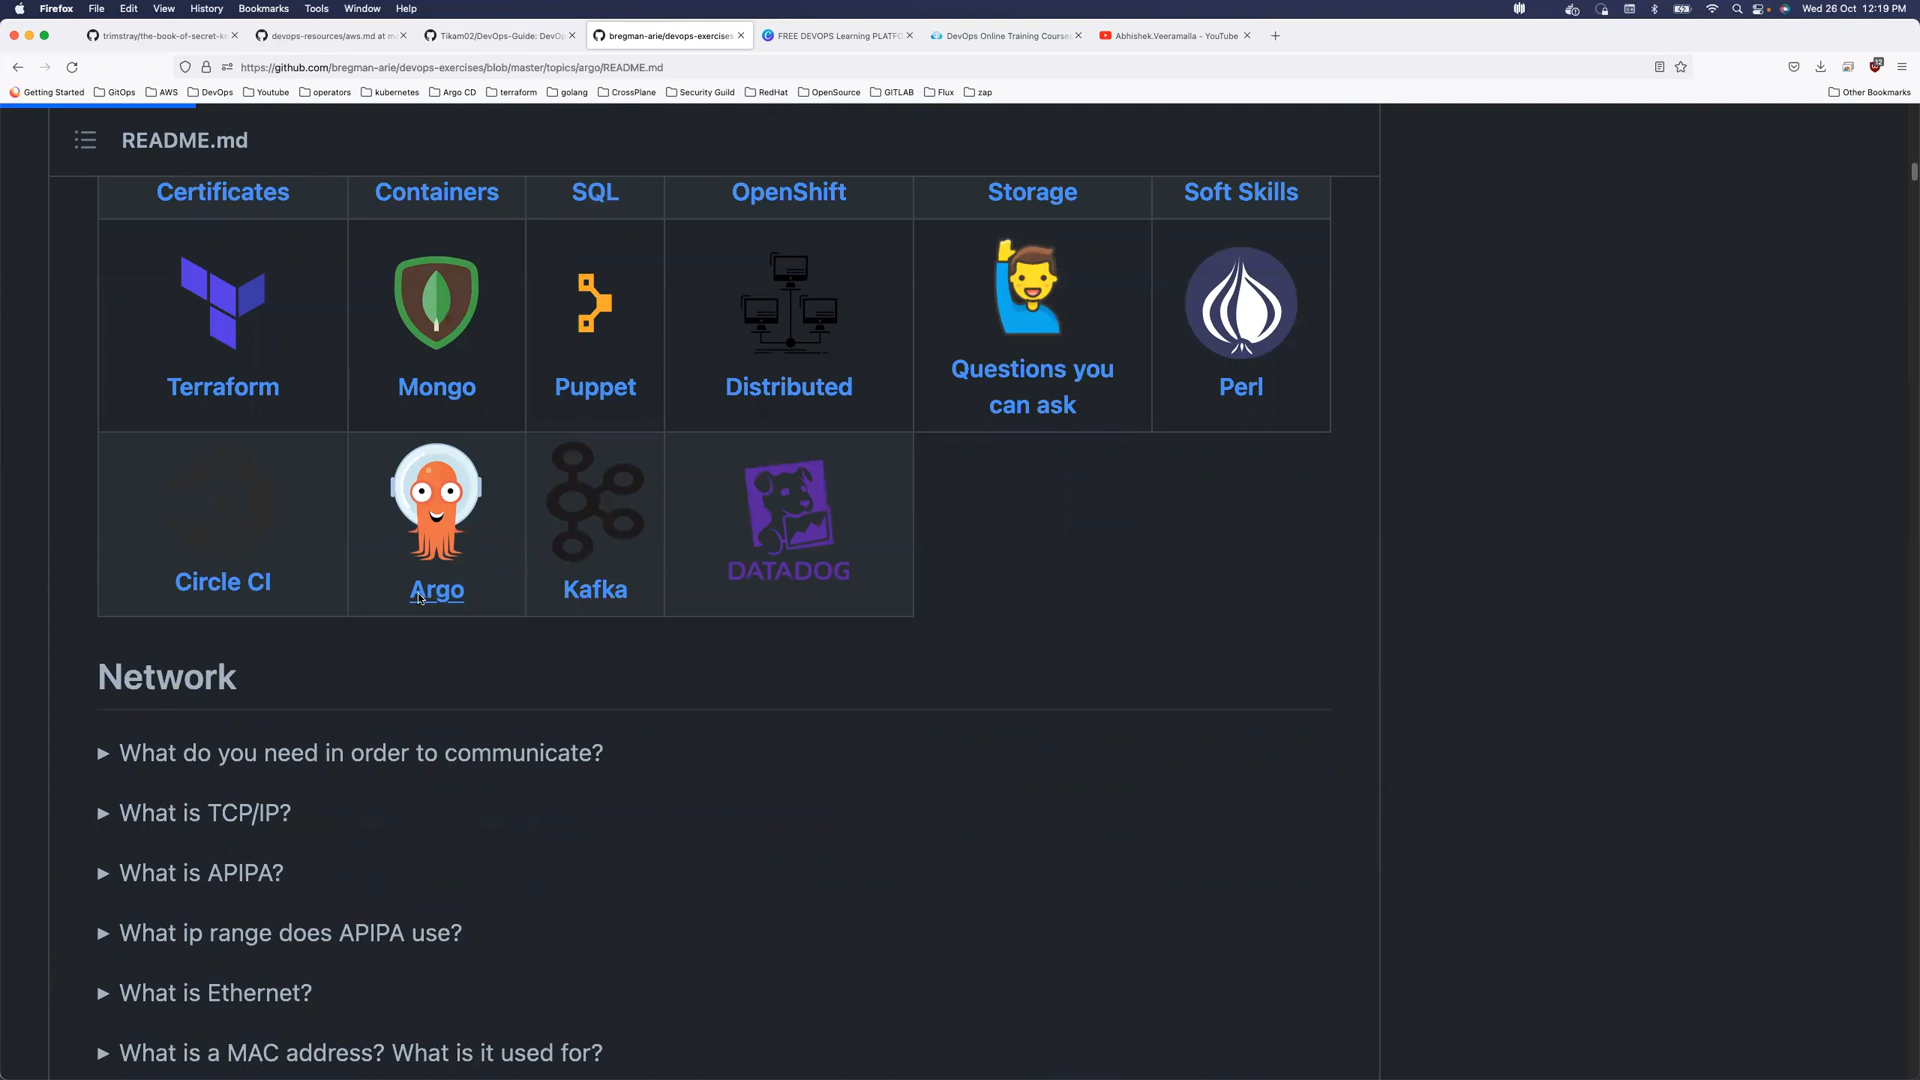 Firefox File Edit View History Bookmarks Tools Window Help Wed 26 Oct 12:19 PM
trimstray/the-book-of-secret-k devops-resources/aws.md at m Tikam02/DevOps-Guide: DevO bregman-arie/devops-exercises FREE DEVOPS Learning PLATFO DevOps Online Training Course Abhishek.Veeramalla - YouTube
https://github.com/bregman-arie/devops-exercises/blob/master/topics/argo/README.md 12
Getting Started GitOps AWS DevOps Youtube operators kubernetes Argo CD terraform golang CrossPlane Security Guild RedHat OpenSource GITLAB Flux zap Other Bookmarks
README.md
Certificates Containers SQL OpenShift Storage Soft Skills
Terraform Mongo Puppet Distributed Questions you can ask Perl
DATADOG
Circle CI Argo Kafka
Network
What do you need in order to communicate?
What is TCP/IP?
What is APIPA?
What ip range does APIPA use?
What is Ethernet?
What is a MAC address? What is it used for?